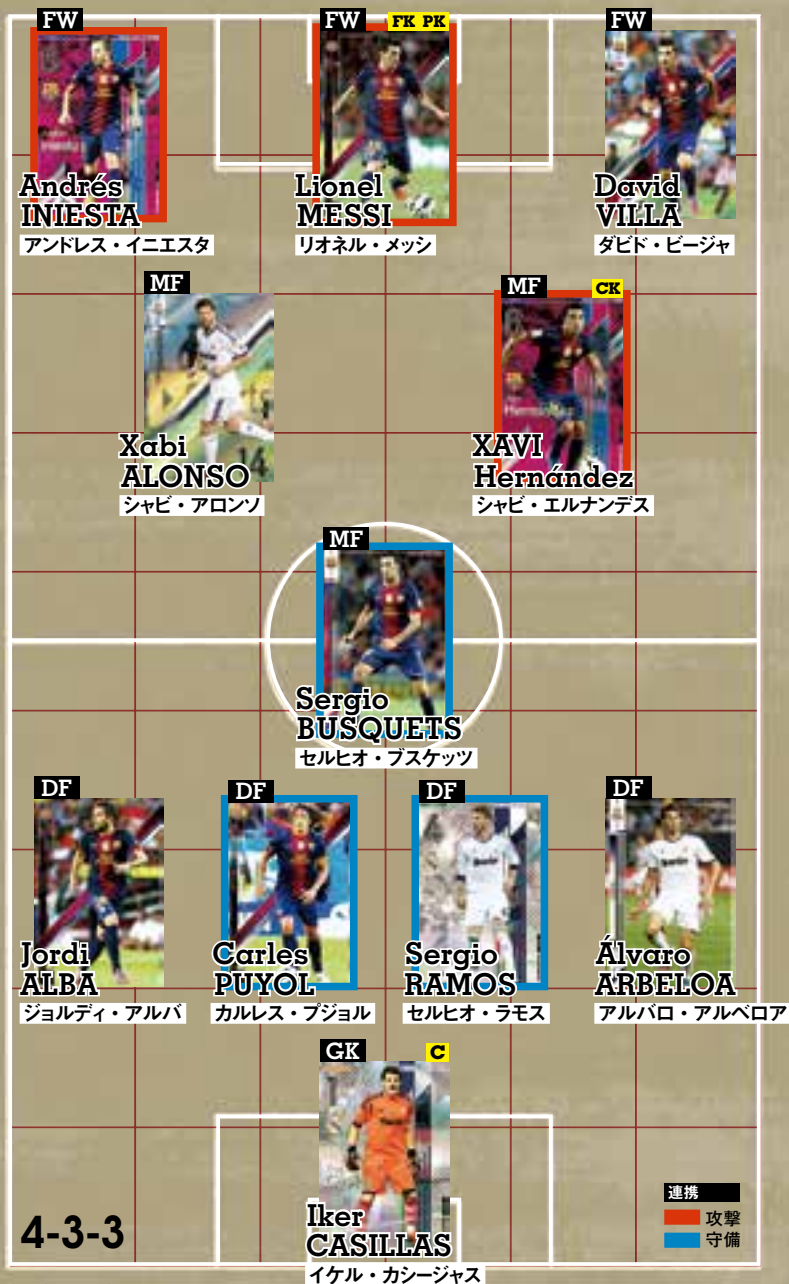 FW
Andrés
INIESTA
アンドレス・イニエスタ
FW FK PK
Lionel
MESSI
リオネル・メッシ
FW
David
VILLA
ダビド・ビージャ
MF
Xabi
ALONSO
14
シャビ・アロンソ
MF CK
XAVI
Hernández
シャビ・エルナンデス
MF
Sergio
BUSQUETS
セルヒオ・ブスケッツ
DF
Jordi
ALBA
ジョルディ・アルバ
DF
Carles
PUYOL
カルレス・プジョル
DF
Sergio
RAMOS
セルヒオ・ラモス
DF
Álvaro
ARBELOA
アルバロ・アルベロア
GK C
Iker
CASILLAS
イケル・カシージャス
4-3-3
連携
攻撃
守備